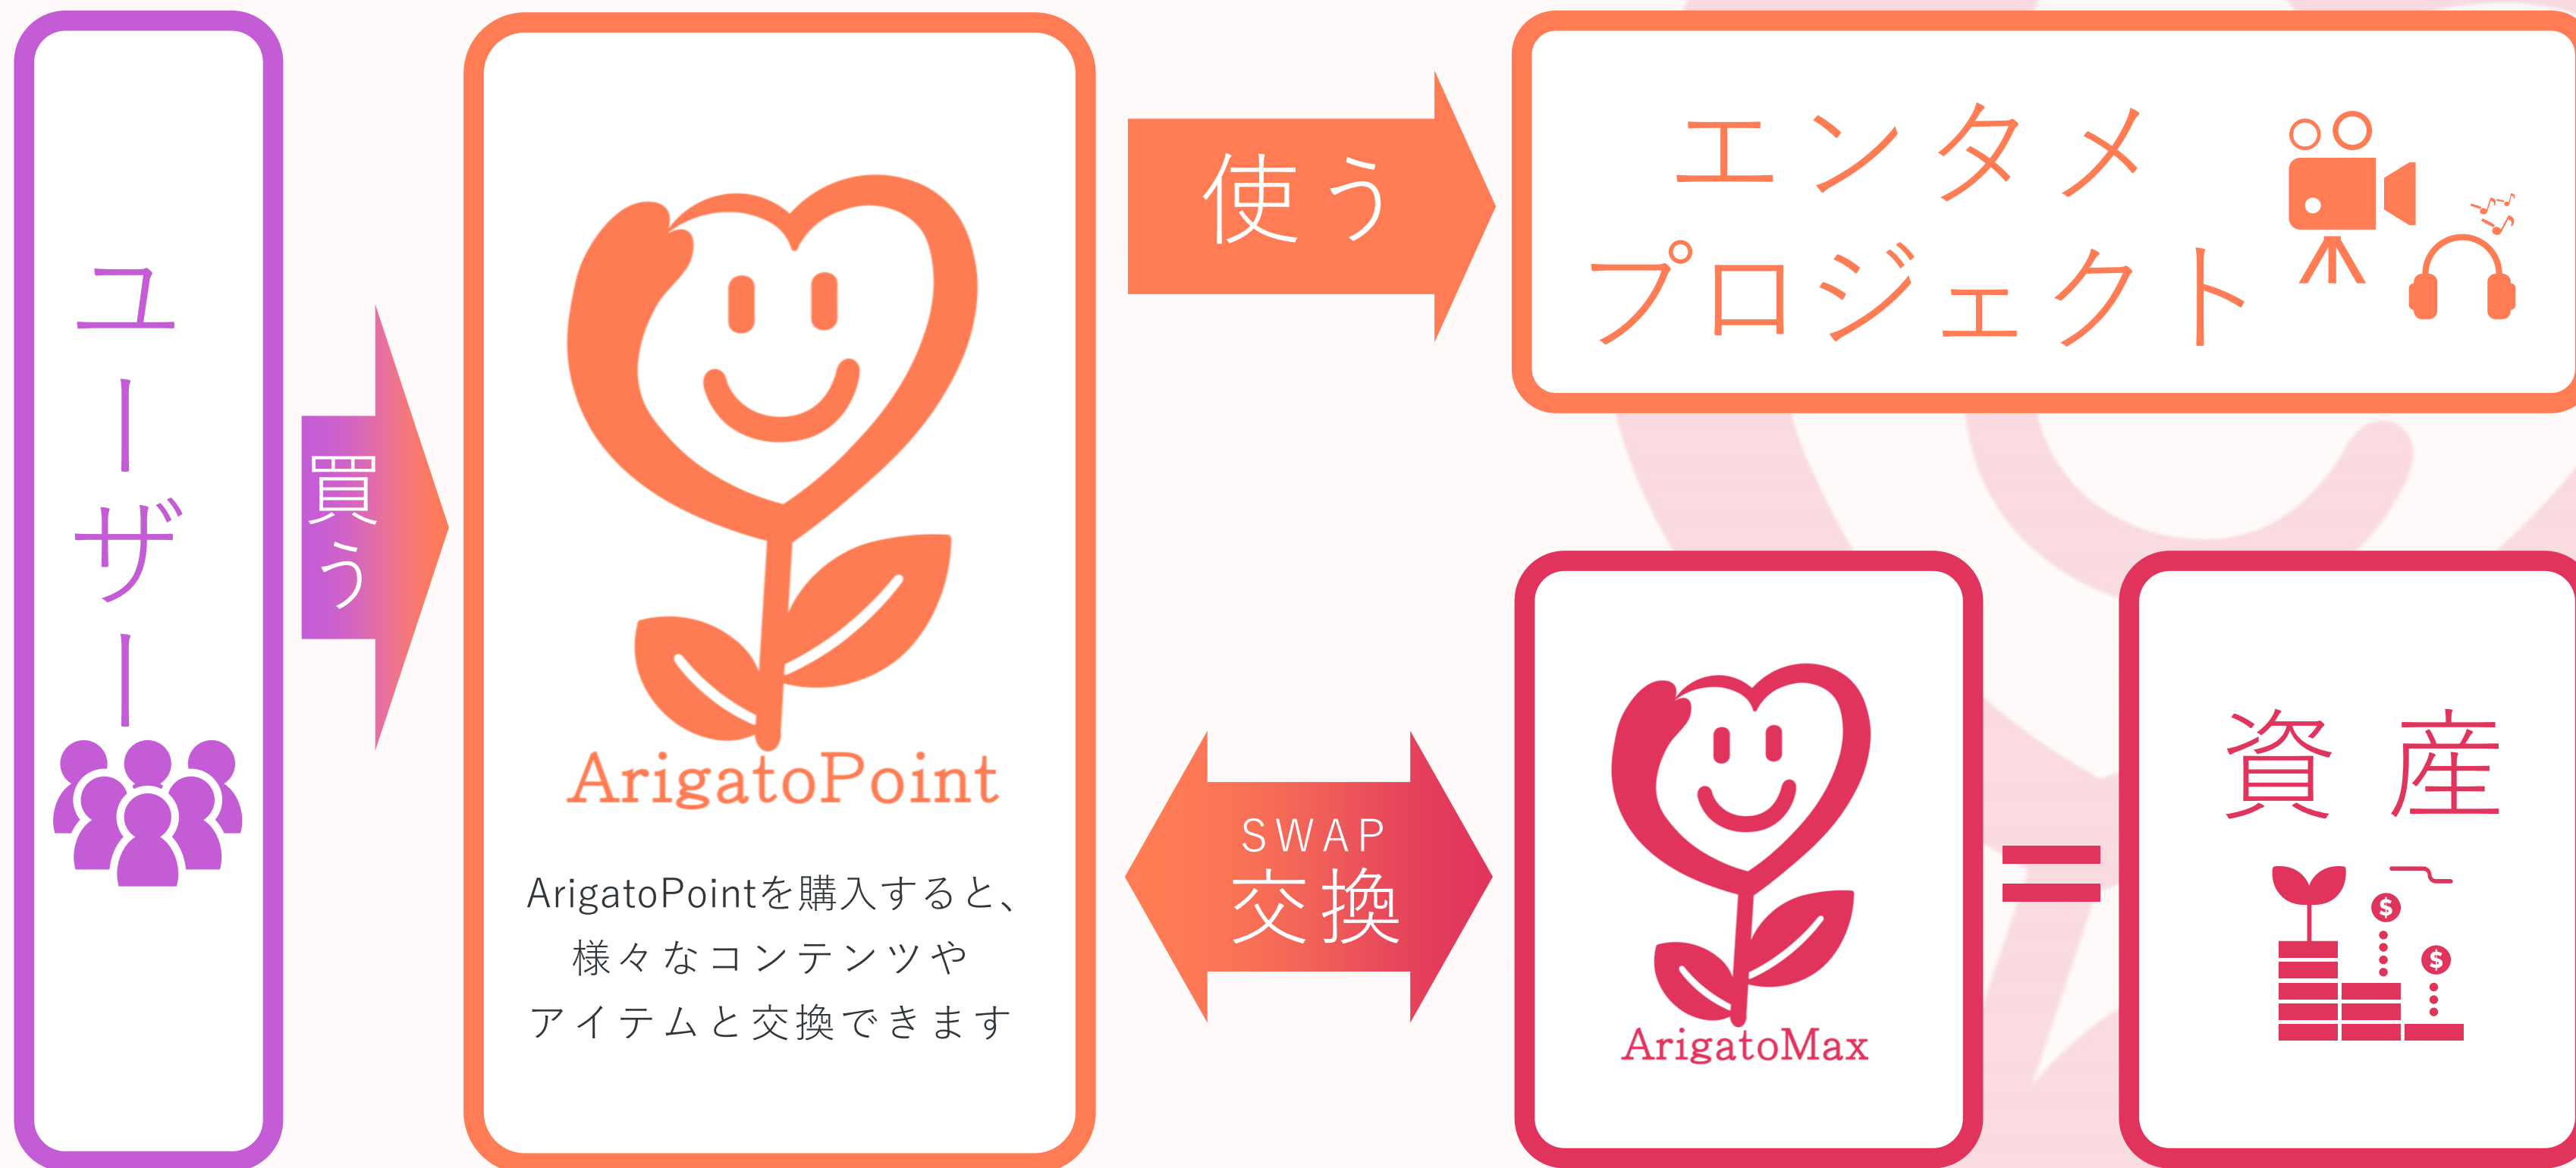 ユーザー
買う
ArigatoPoint
ArigatoPointを購入すると、
様々なコンテンツや
アイテムと交換できます
使う
エンタメ
プロジェクト
SWAP
交換
ArigatoMax
=
資産
$
$